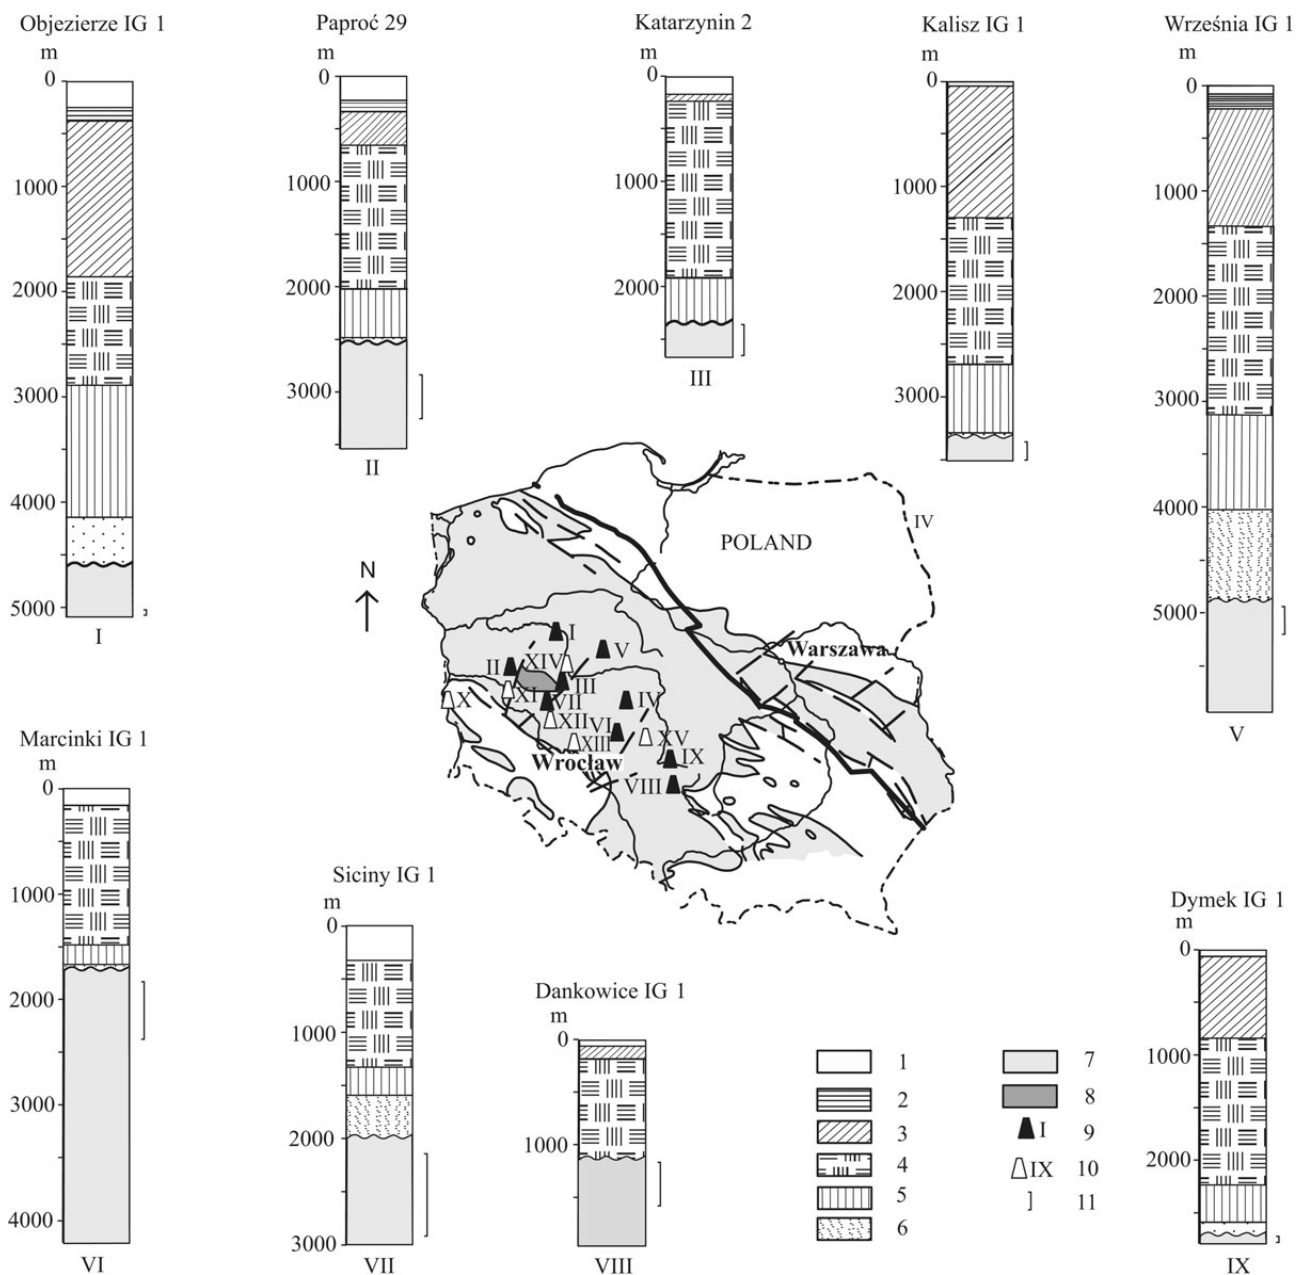 Objezierze IG 1
m
0
1000
2000
3000
4000
5000
I
Paproć 29
m
0
1000
2000
3000
II
Katarzynin 2
m
0
1000
2000
III
Kalisz IG 1
m
0
1000
2000
3000
Września IG 1
m
0
1000
2000
3000
4000
5000
V
N
POLAND
IV
Warszawa
I
V
II
XIV
III
X
XI
VII
IV
XII
VI
XV
XIII
IX
Wrocław
VIII
Marcinki IG 1
m
0
1000
2000
3000
4000
VI
Siciny IG 1
m
0
1000
2000
3000
VII
Dankowice IG 1
m
0
1000
VIII
1
2
3
4
5
6
7
8
I 9
IX 10
11
Dymek IG 1
m
0
1000
2000
IX